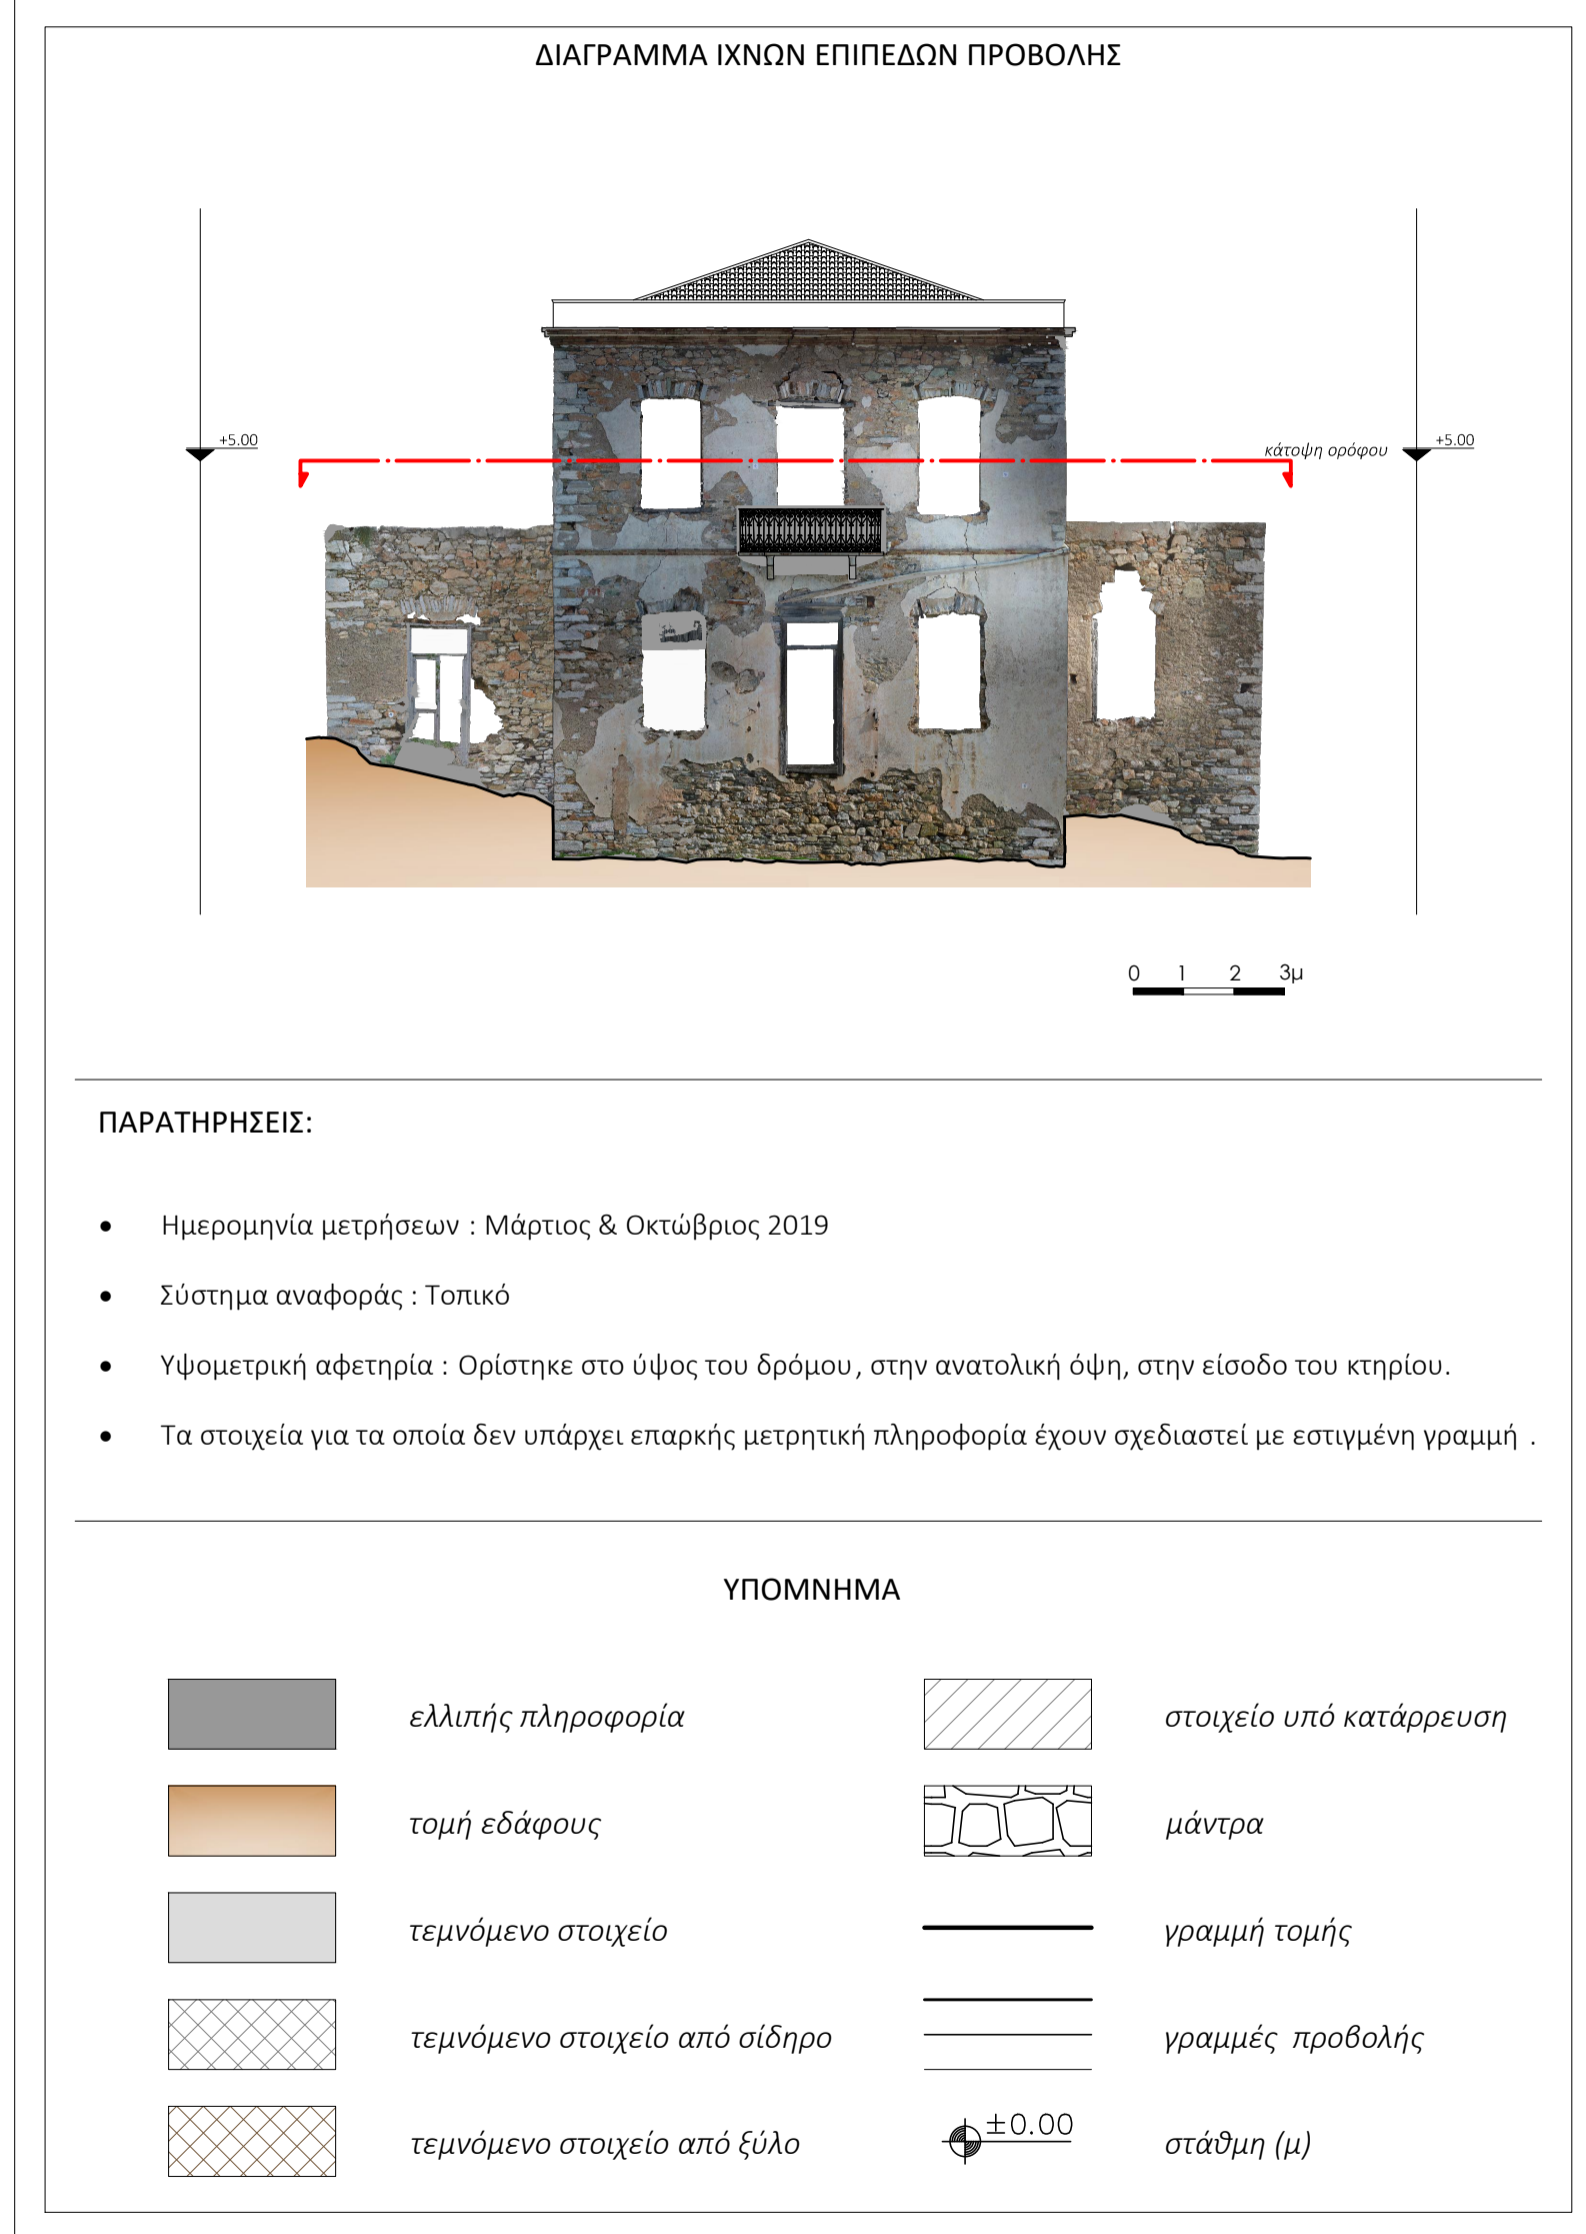 ΔΙΑΓΡΑΜΜΑ ΙΧΝΩΝ ΕΠΙΠΕΔΩΝ ΠΡΟΒΟΛΗΣ
+5.00
κάτοψη ορόφου
+5.00
0 1 2 3μ
ΠΑΡΑΤΗΡΗΣΕΙΣ:
• Ημερομηνία μετρήσεων : Μάρτιος & Οκτώβριος 2019
• Σύστημα αναφοράς : Τοπικό
• Υψομετρική αφετηρία : Ορίστηκε στο ύψος του δρόμου, στην ανατολική όψη, στην είσοδο του κτηρίου.
• Τα στοιχεία για τα οποία δεν υπάρχει επαρκής μετρητική πληροφορία έχουν σχεδιαστεί με εστιγμένη γραμμή .
ΥΠΟΜΝΗΜΑ
ελλιπής πληροφορία
στοιχείο υπό κατάρρευση
τομή εδάφους
μάντρα
τεμνόμενο στοιχείο
γραμμή τομής
τεμνόμενο στοιχείο από σίδηρο
γραμμές προβολής
τεμνόμενο στοιχείο από ξύλο
±0.00
στάθμη (μ)